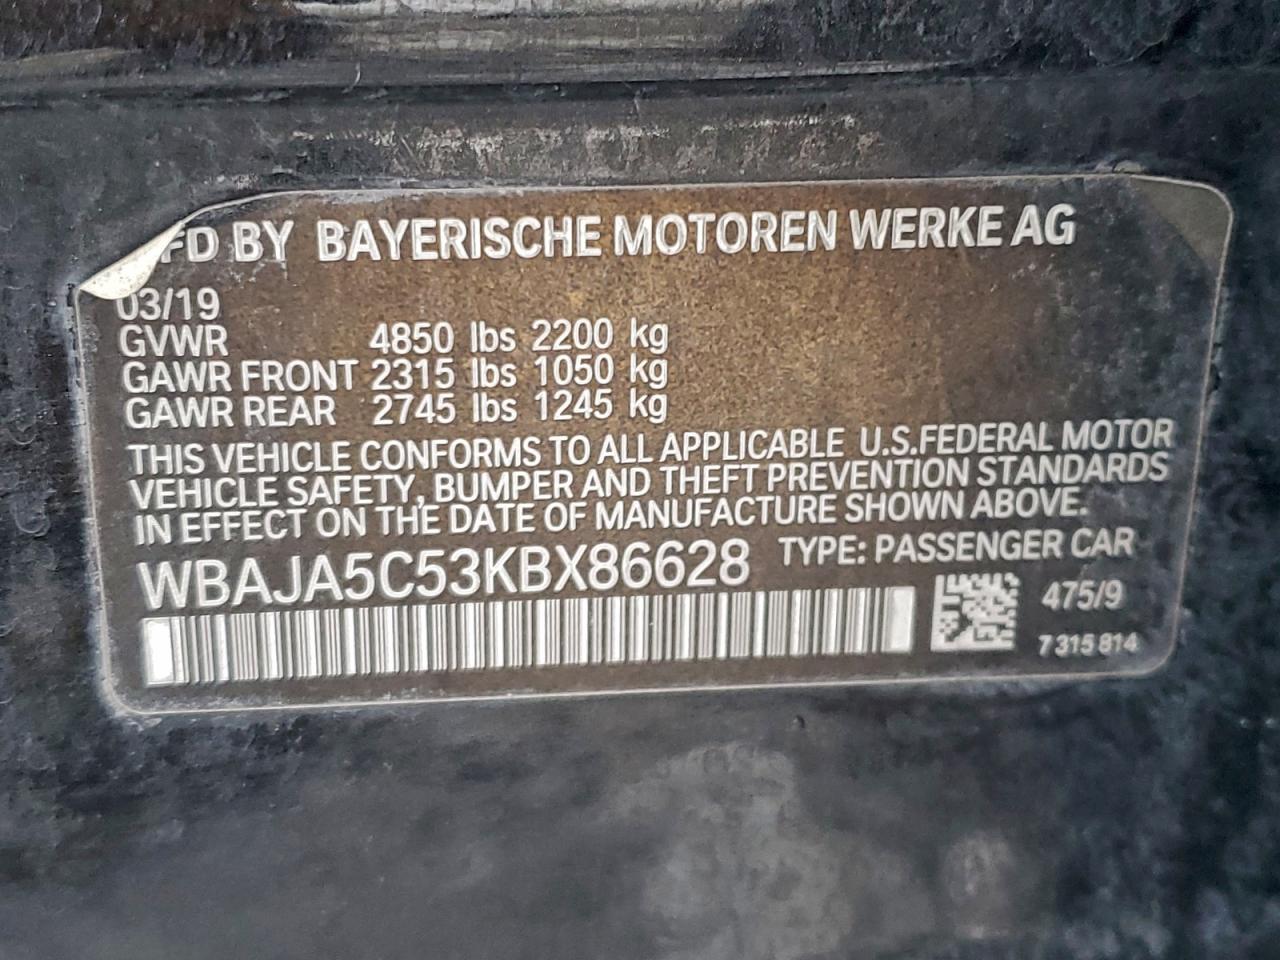 FD BY BAYERISCHE MOTOREN WERKE AG
03/19
GVWR 4850 lbs 2200 kg
GAWR FRONT 2315 lbs 1050 kg
GAWR REAR 2745 lbs 1245 kg
THIS VEHICLE CONFORMS TO ALL APPLICABLE U.S.FEDERAL MOTOR
VEHICLE SAFETY, BUMPER AND THEFT PREVENTION STANDARDS
IN EFFECT ON THE DATE OF MANUFACTURE SHOWN ABOVE.
WBAJA5C53KBX86628 TYPE: PASSENGER CAR
475/9
7 315 814